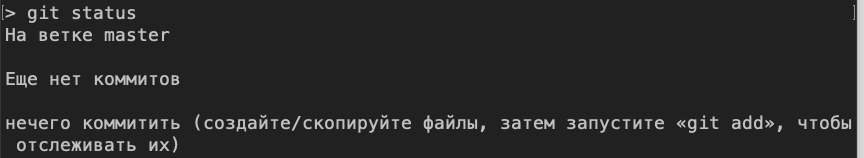 [> git status ]
На ветке master
Еще нет коммитов
нечего коммитить (создайте/скопируйте файлы, затем запустите «git add», чтобы
отслеживать их)